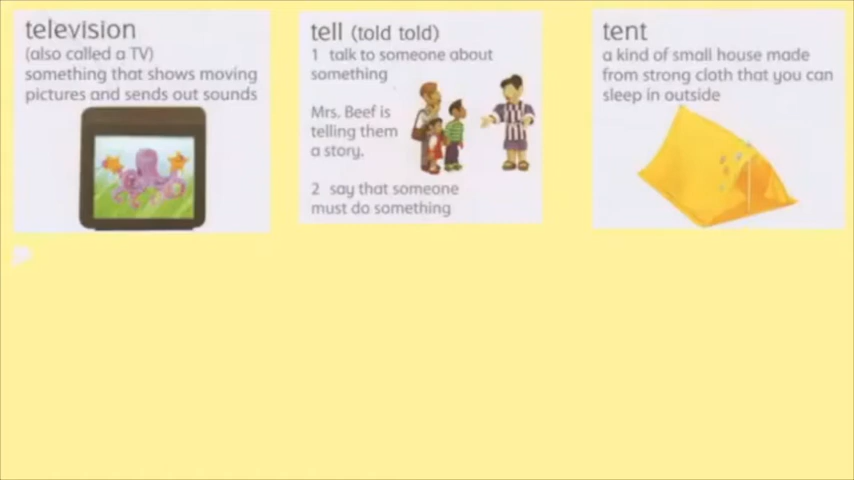 television
(also called a TV)
something that shows moving
pictures and sends out sounds
tell (told told)
1 talk to someone about
something
Mrs. Beef is
telling them
a story.
2 say that someone
must do something
tent
a kind of small house made
from strong cloth that you can
sleep in outside